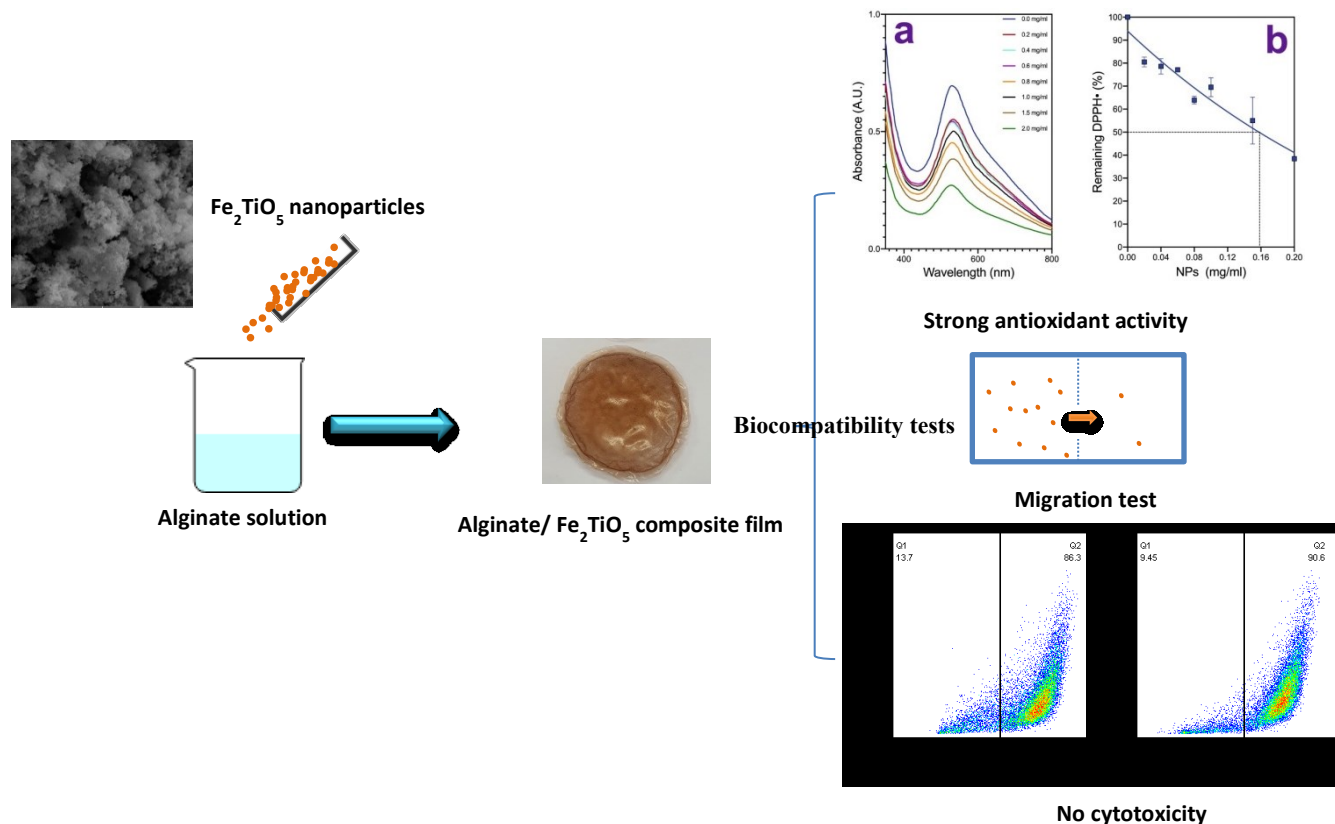 Fe2TiO5 nanoparticles
Alginate solution
Alginate/ Fe2TiO5 composite film
Biocompatibility tests
a
1.0
0.5
0.0
Absorbance (A.U.)
400
500
600
700
800
Wavelength (nm)
0.0 mg/ml
0.2 mg/ml
0.4 mg/ml
0.6 mg/ml
0.8 mg/ml
1.0 mg/ml
1.5 mg/ml
2.0 mg/ml
b
100
90
80
70
60
50
40
30
20
10
0
Remaining DPPH• (%)
0.00
0.04
0.08
0.12
0.16
0.20
NPs (mg/ml)
Strong antioxidant activity
Migration test
Q1
13.7
Q2
86.3
Q1
9.45
Q2
90.6
No cytotoxicity